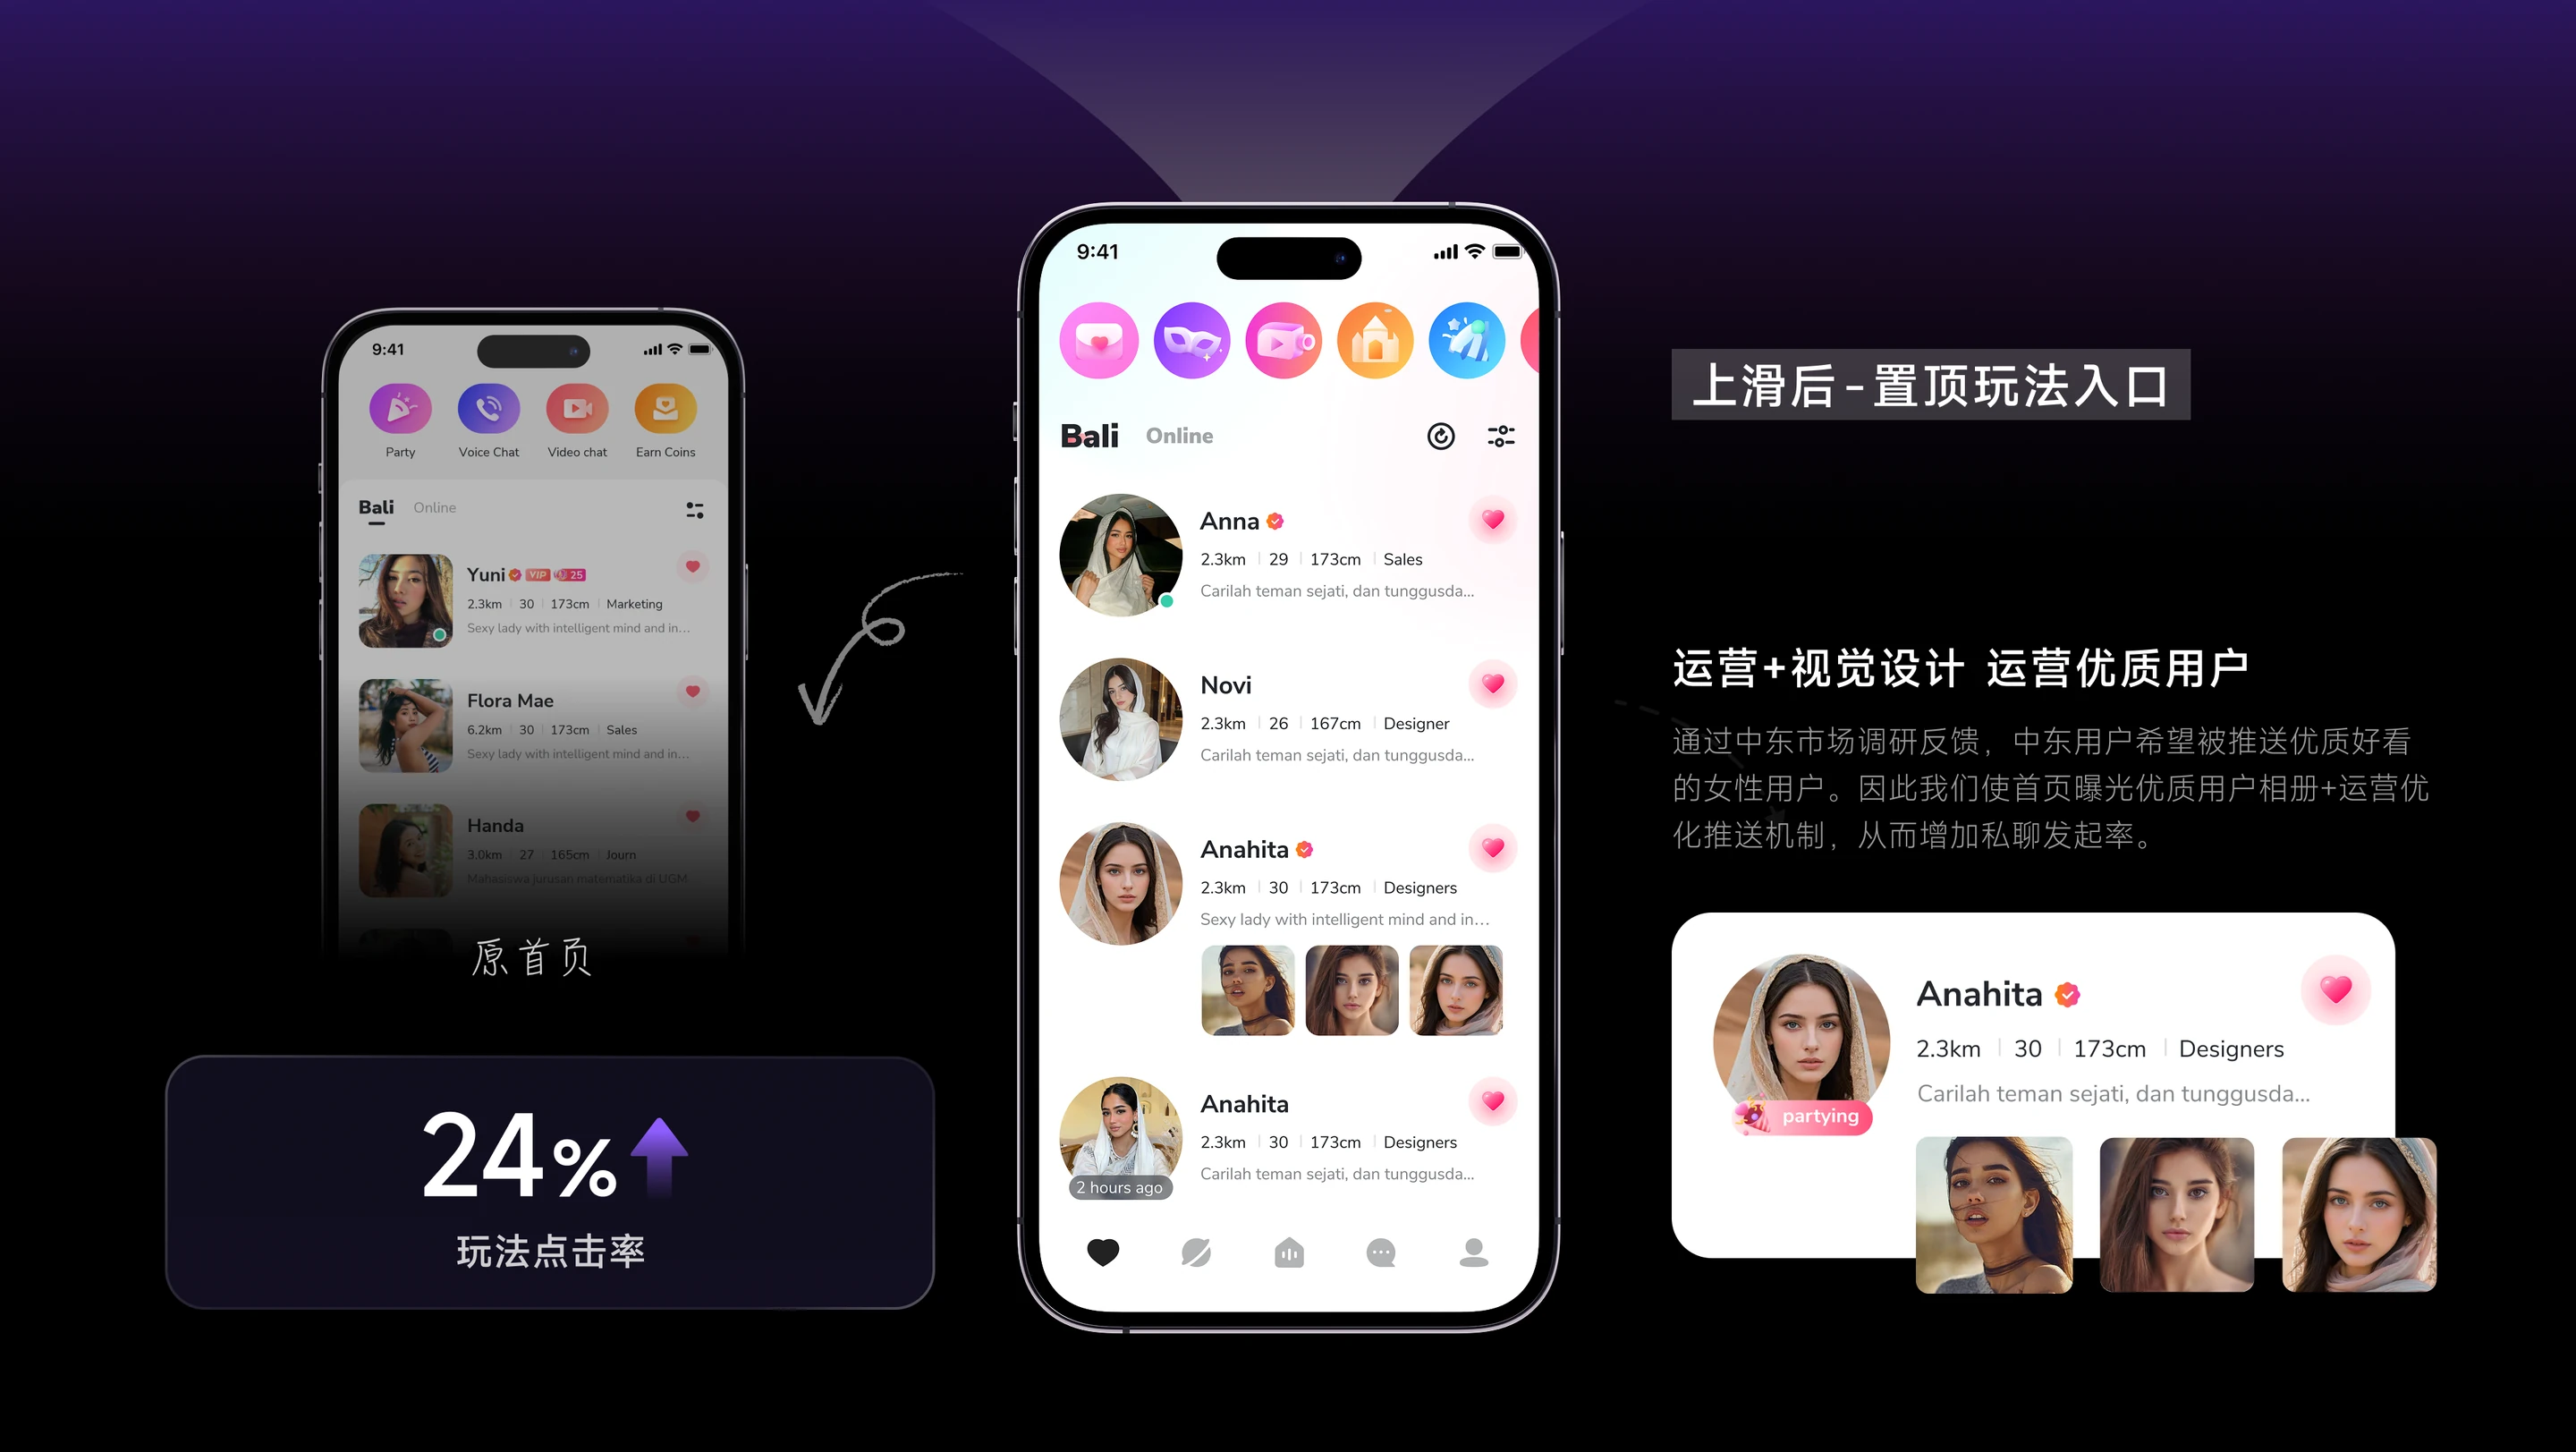 9:41
Party
Voice Chat
Video chat
Earn Coins
Bali
Online
Yuni
VIP
25
2.3km
30
173cm
Marketing
Sexy lady with intelligent mind and in...
Flora Mae
6.2km
30
173cm
Sales
Sexy lady with intelligent mind and in...
Handa
3.0km
27
165cm
Journ
Mahasiswa jurusan matematika di UGM
原首页
24%
玩法点击率
9:41
Bali
Online
Anna
2.3km
29
173cm
Sales
Carilah teman sejati, dan tunggusda...
Novi
2.3km
26
167cm
Designer
Carilah teman sejati, dan tunggusda...
Anahita
2.3km
30
173cm
Designers
Sexy lady with intelligent mind and in...
Anahita
2.3km
30
173cm
Designers
Carilah teman sejati, dan tunggusda...
2 hours ago
上滑后-置顶玩法入口
运营+视觉设计 运营优质用户
通过中东市场调研反馈，中东用户希望被推送优质好看
的女性用户。因此我们使首页曝光优质用户相册+运营优
化推送机制，从而增加私聊发起率。
Anahita
2.3km
30
173cm
Designers
Carilah teman sejati, dan tunggusda...
partying